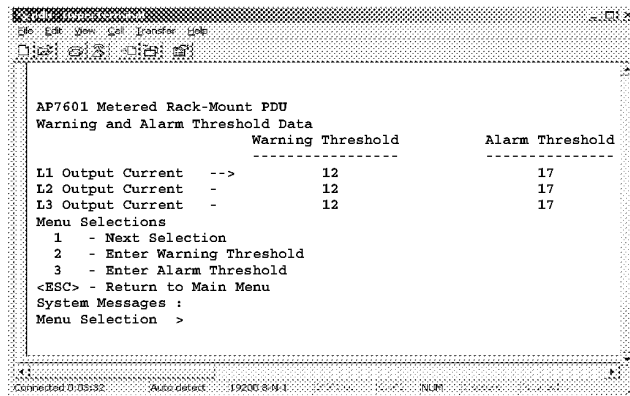 File Edit View Call Transfer Help
AP7601 Metered Rack-Mount PDU
Warning and Alarm Threshold Data
Warning Threshold Alarm Threshold
----------------- ---------------
L1 Output Current --> 12 17
L2 Output Current - 12 17
L3 Output Current - 12 17
Menu Selections
1 - Next Selection
2 - Enter Warning Threshold
3 - Enter Alarm Threshold
<ESC> - Return to Main Menu
System Messages :
Menu Selection >
Connected 0:03:32 Auto detect 19200 8-N-1 NUM